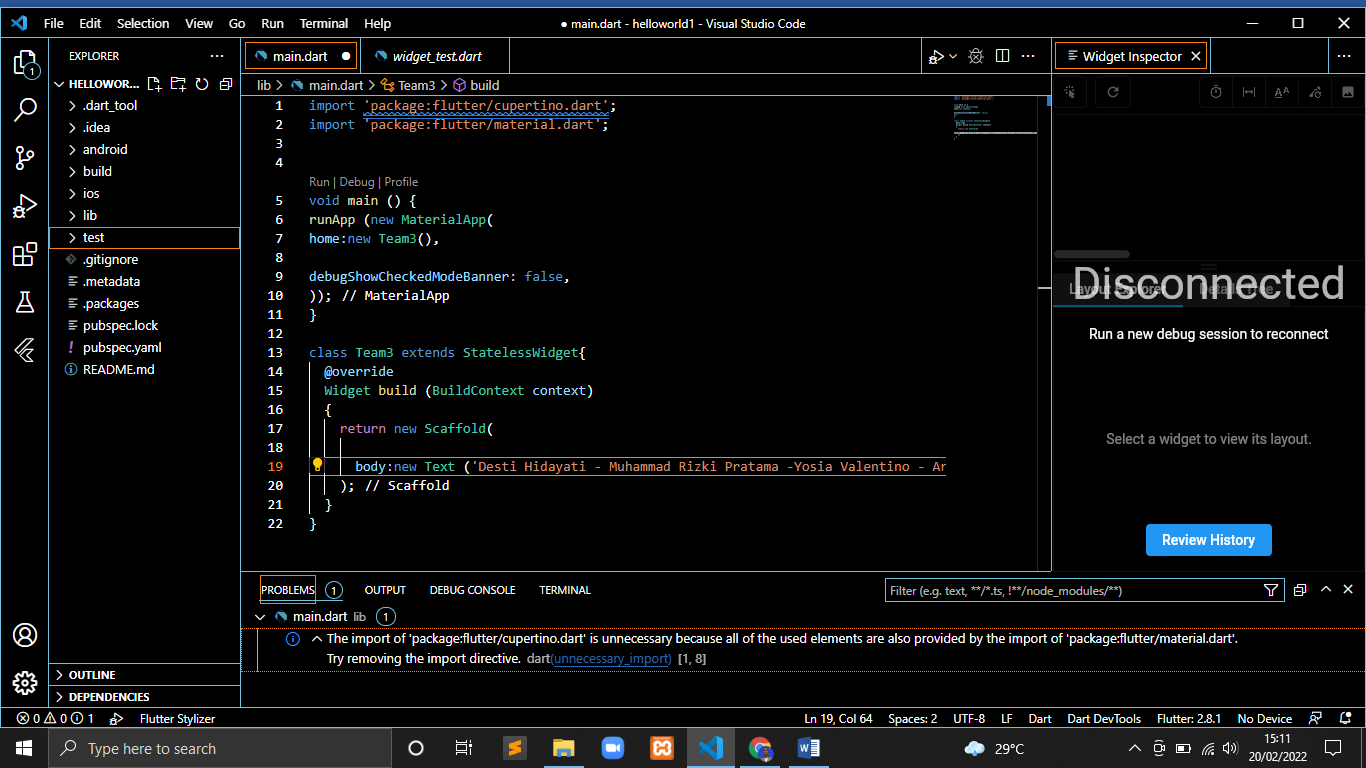 File Edit Selection View Go Run Terminal Help ● main.dart - helloworld1 - Visual Studio Code
EXPLORER ···
main.dart ●
widget_test.dart
Widget Inspector ×
HELLOWOR...
lib > main.dart > Team3 > build
.dart_tool
.idea
android
build
ios
lib
test
.gitignore
.metadata
.packages
pubspec.lock
pubspec.yaml
README.md
OUTLINE
DEPENDENCIES
1 import 'package:flutter/cupertino.dart';
2 import 'package:flutter/material.dart';
3
4
Run | Debug | Profile
5 void main () {
6 runApp (new MaterialApp(
7 home:new Team3(),
8
9 debugShowCheckedModeBanner: false,
10 )); // MaterialApp
11 }
12
13 class Team3 extends StatelessWidget{
14 @override
15 Widget build (BuildContext context)
16 {
17 return new Scaffold(
18
19 body:new Text ('Desti Hidayati - Muhammad Rizki Pratama -Yosia Valentino - Ar
20 ); // Scaffold
21 }
22 }
Layout Explorer Details Tree
Disconnected
Run a new debug session to reconnect
Select a widget to view its layout.
Review History
PROBLEMS 1 OUTPUT DEBUG CONSOLE TERMINAL
Filter (e.g. text, **/*.ts, !**/node_modules/**)
main.dart lib 1
The import of 'package:flutter/cupertino.dart' is unnecessary because all of the used elements are also provided by the import of 'package:flutter/material.dart'.
Try removing the import directive. dart(unnecessary_import) [1, 8]
0 0 1 Flutter Stylizer
Ln 19, Col 64 Spaces: 2 UTF-8 LF Dart Dart DevTools Flutter: 2.8.1 No Device
Type here to search
29°C
15:11
20/02/2022